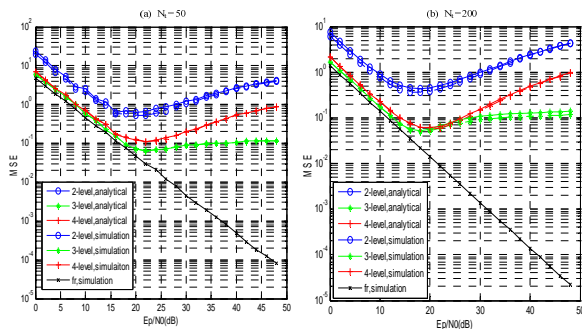 (a) N_t=50
10^2
10^1
10^0
10^-1
10^-2
10^-3
10^-4
10^-5
MSE
2-level,analytical
3-level,analytical
4-level,analytical
2-level,simulation
3-level,simulation
4-level,simulaiton
fr,simulation
0 5 10 15 20 25 30 35 40 45 50
Ep/N0(dB)
(b) N_t=200
10^1
10^0
10^-1
10^-2
10^-3
10^-4
10^-5
MSE
2-level,analytical
3-level,analytical
4-level,analytical
2-level,simulation
3-level,simulation
4-level,simulation
fr,simulation
0 10 20 30 40 50
Ep/N0(dB)